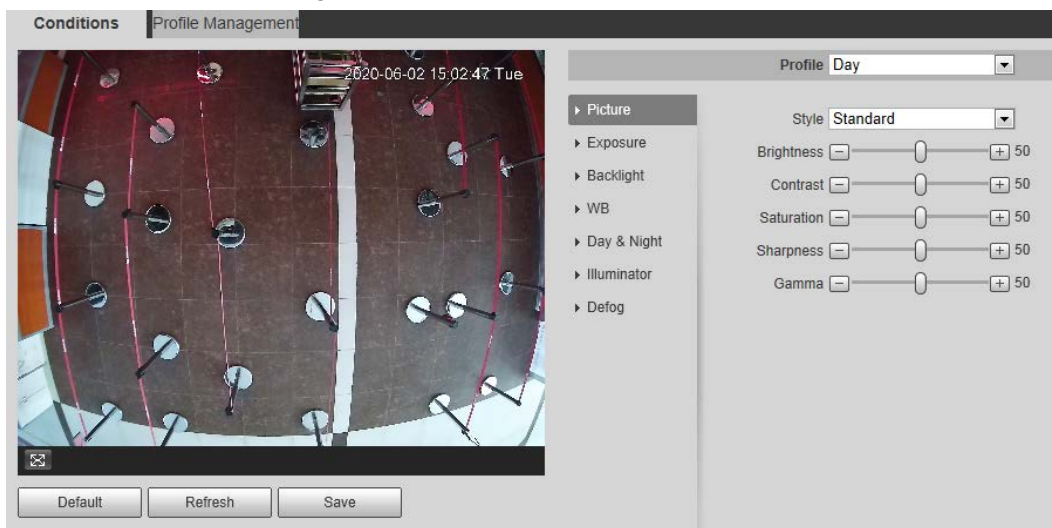 Conditions
Profile Management
2020-06-02 15:02:47 Tue
Profile Day
Picture
Exposure
Backlight
WB
Day & Night
Illuminator
Defog
Style Standard
Brightness 50
Contrast 50
Saturation 50
Sharpness 50
Gamma 50
Default
Refresh
Save